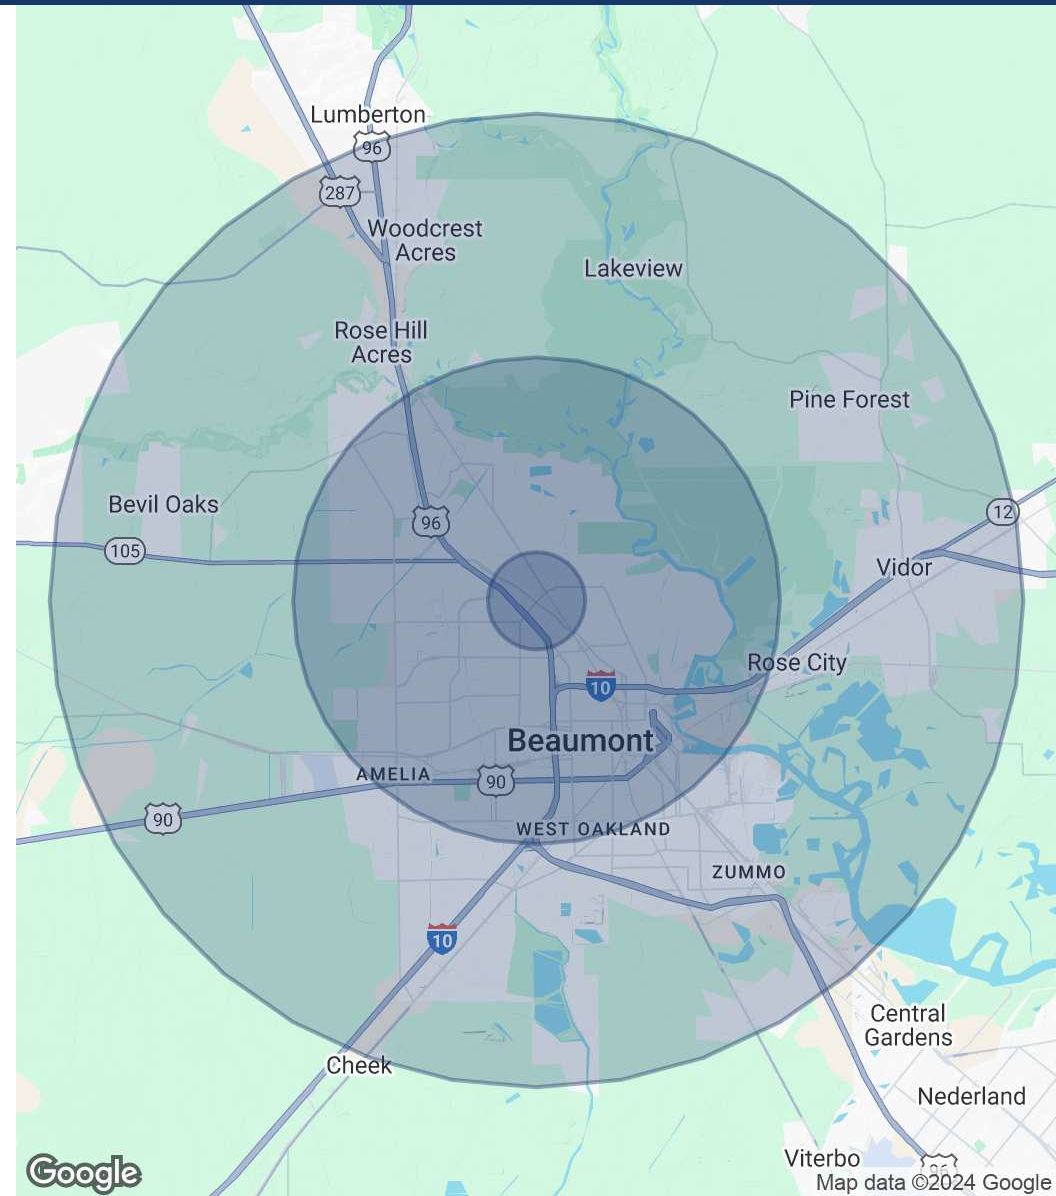 Lumberton
96
287
Woodcrest
Acres
Lakeview
Rose Hill
Acres
Pine Forest
Bevil Oaks
96
12
105
Vidor
Rose City
10
Beaumont
AMELIA
90
90
WEST OAKLAND
ZUMMO
10
Central
Gardens
Cheek
Nederland
Viterbo
96
Google
Map data ©2024 Google